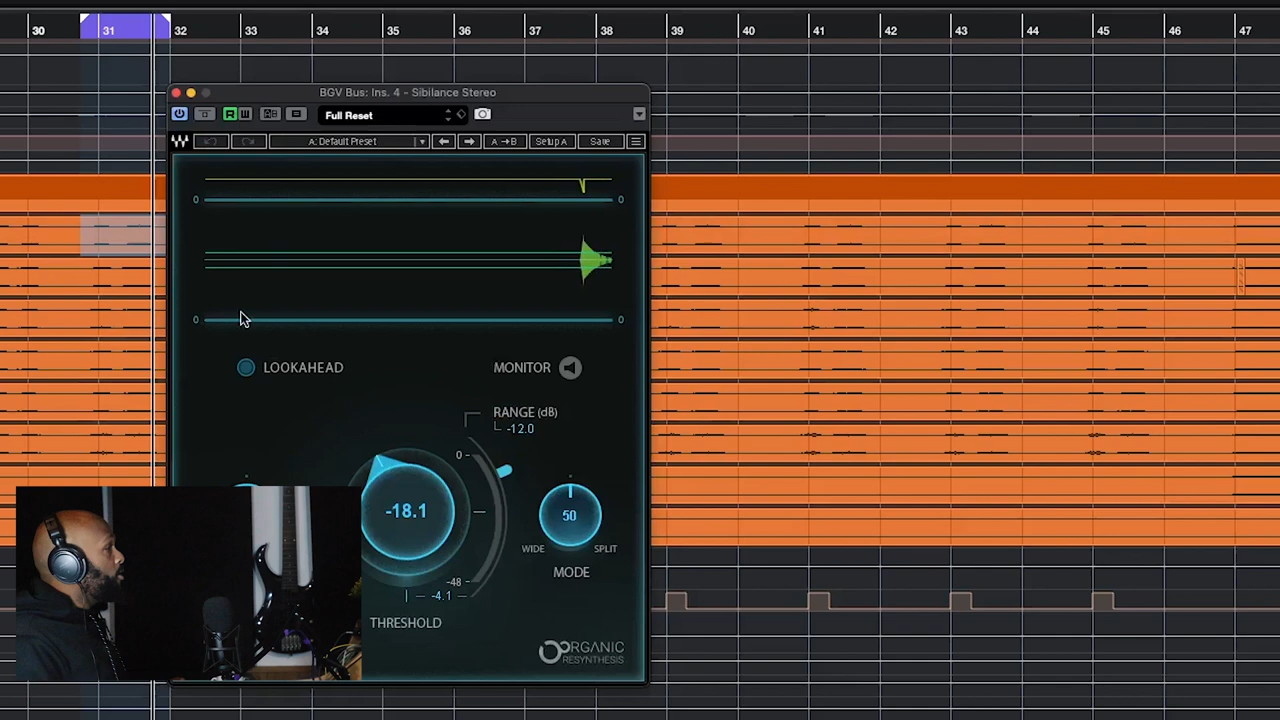 30 31 32 33 34 35 36 37 38 39 40 41 42 43 44 45 46 47
BGV Bus: Ins. 4 - Sibilance Stereo
R W Full Reset
A: Default Preset A→B Setup A Save
0 0
0 0
LOOKAHEAD MONITOR
RANGE (dB)
-12.0
0
-18.1 50
WIDE SPLIT
MODE
-48
-4.1
THRESHOLD
ORGANIC
RESYNTHESIS